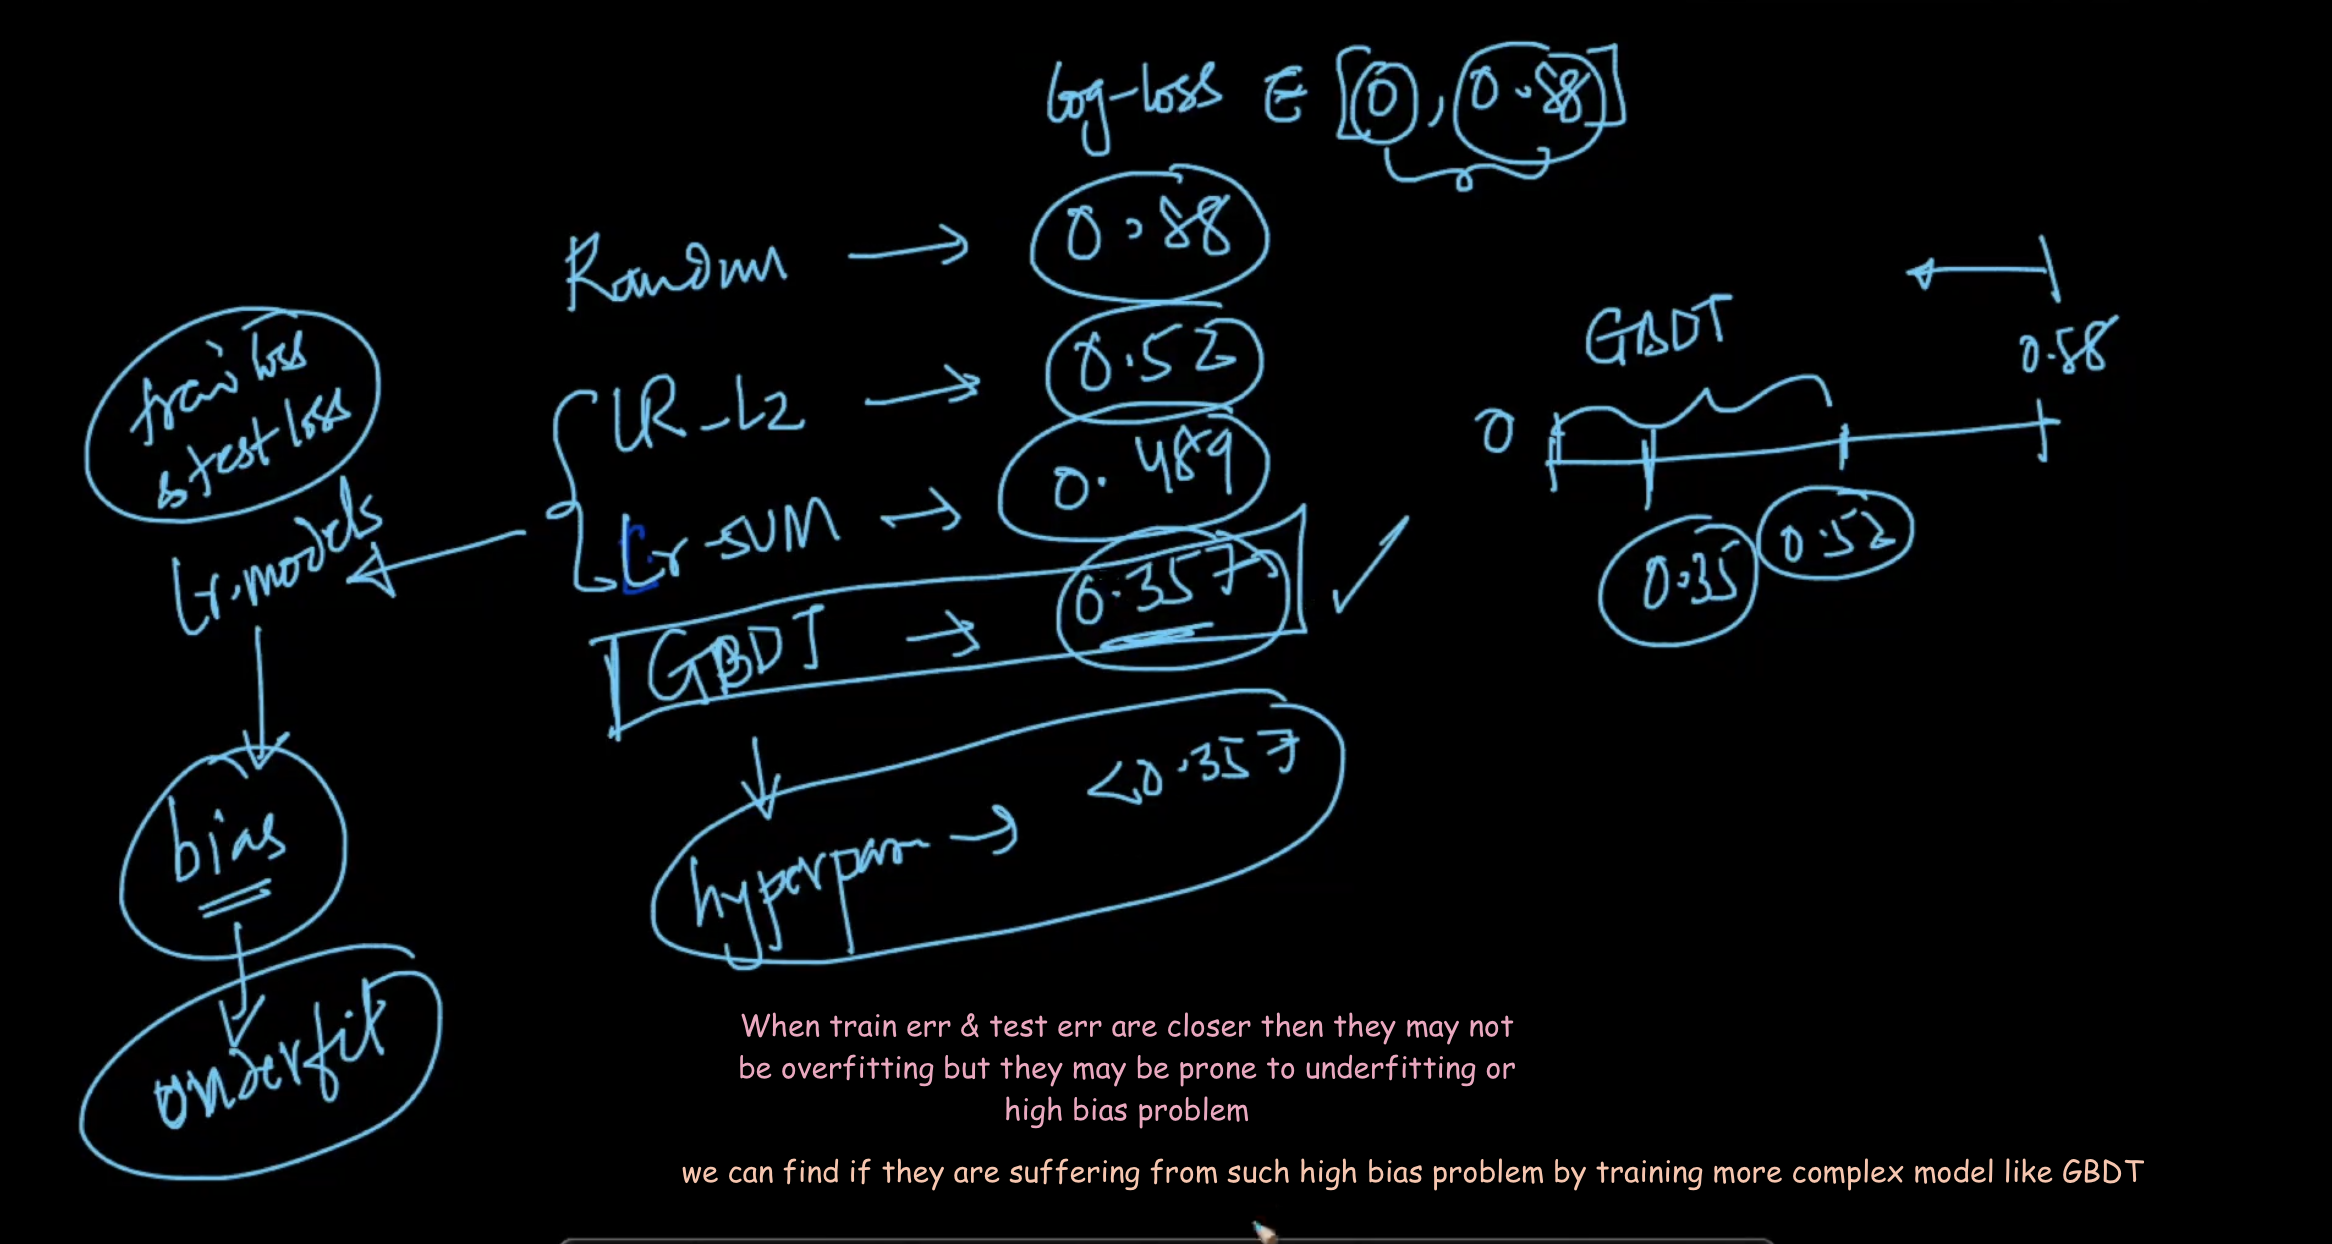 log-loss ∈ [0, 0.88]
Random → 0.88
LR-L2 → 0.52
Lr-SVM → 0.489
GBDT → 0.357
hyperparam → <0.357
train loss
& test loss
Lr.models
bias
underfit
GBDT
0
0.88
0.35
0.52
When train err & test err are closer then they may not
be overfitting but they may be prone to underfitting or
high bias problem
we can find if they are suffering from such high bias problem by training more complex model like GBDT